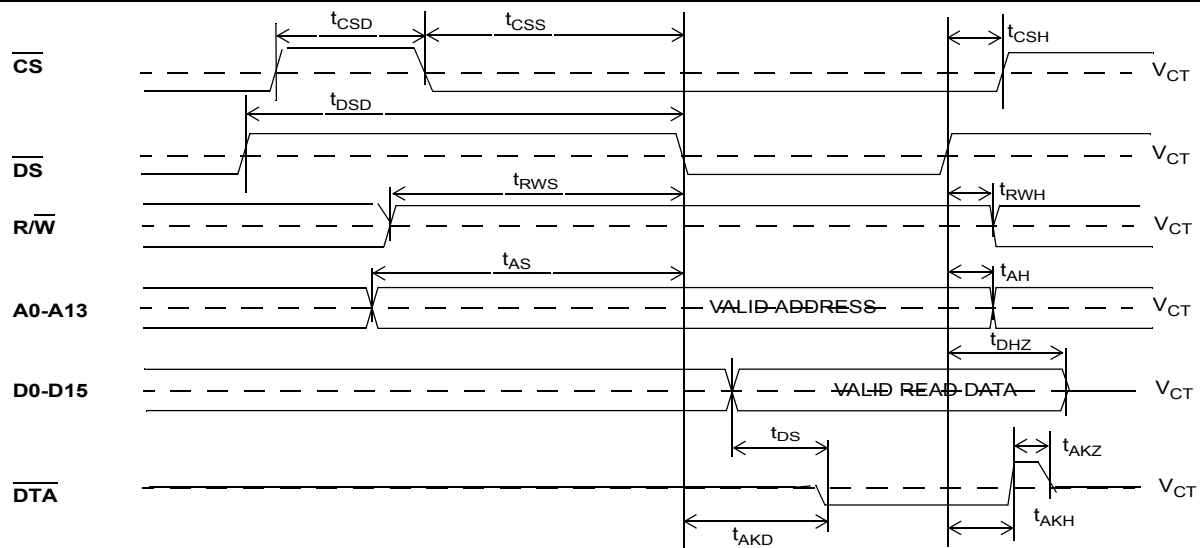 tCSD
tCSS
tCSH
CS
VCT
tDSD
DS
VCT
tRWS
tRWH
R/W
VCT
tAS
tAH
A0-A13
VALID ADDRESS
VCT
tDHZ
D0-D15
VALID READ DATA
VCT
tDS
tAKZ
DTA
VCT
tAKD
tAKH